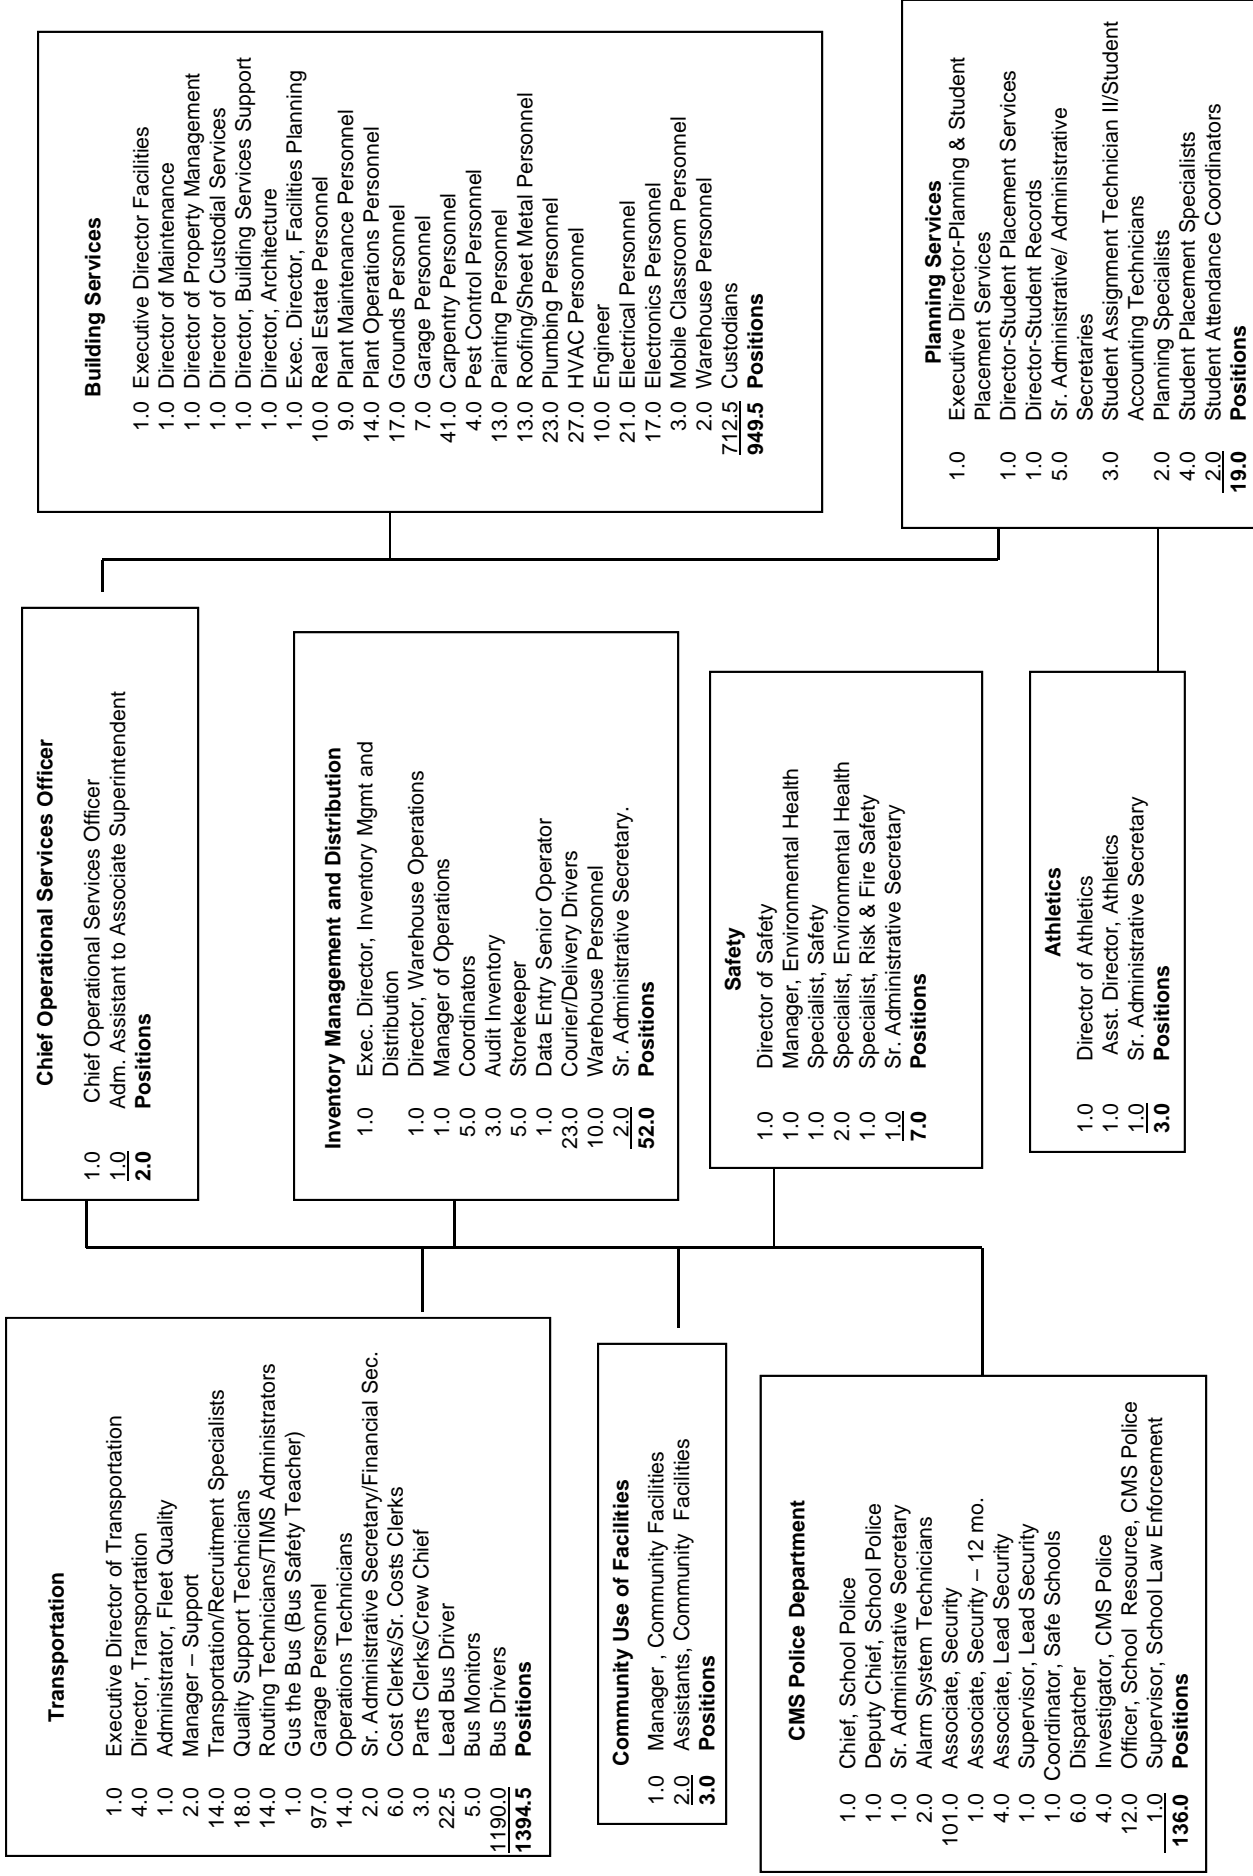 Chief Operational Services Officer
1.0 Chief Operational Services Officer
1.0 Adm. Assistant to Associate Superintendent
2.0 Positions
Transportation
1.0 Executive Director of Transportation
4.0 Director, Transportation
1.0 Administrator, Fleet Quality
2.0 Manager – Support
14.0 Transportation/Recruitment Specialists
18.0 Quality Support Technicians
14.0 Routing Technicians/TIMS Administrators
1.0 Gus the Bus (Bus Safety Teacher)
97.0 Garage Personnel
14.0 Operations Technicians
2.0 Sr. Administrative Secretary/Financial Sec.
6.0 Cost Clerks/Sr. Costs Clerks
3.0 Parts Clerks/Crew Chief
22.5 Lead Bus Driver
5.0 Bus Monitors
1190.0 Bus Drivers
1394.5 Positions
Inventory Management and Distribution
1.0 Exec. Director, Inventory Mgmt and
Distribution
1.0 Director, Warehouse Operations
1.0 Manager of Operations
5.0 Coordinators
3.0 Audit Inventory
5.0 Storekeeper
1.0 Data Entry Senior Operator
23.0 Courier/Delivery Drivers
10.0 Warehouse Personnel
2.0 Sr. Administrative Secretary.
52.0 Positions
Building Services
1.0 Executive Director Facilities
1.0 Director of Maintenance
1.0 Director of Property Management
1.0 Director of Custodial Services
1.0 Director, Building Services Support
1.0 Director, Architecture
1.0 Exec. Director, Facilities Planning
10.0 Real Estate Personnel
9.0 Plant Maintenance Personnel
14.0 Plant Operations Personnel
17.0 Grounds Personnel
7.0 Garage Personnel
41.0 Carpentry Personnel
4.0 Pest Control Personnel
13.0 Painting Personnel
13.0 Roofing/Sheet Metal Personnel
23.0 Plumbing Personnel
27.0 HVAC Personnel
10.0 Engineer
21.0 Electrical Personnel
17.0 Electronics Personnel
3.0 Mobile Classroom Personnel
2.0 Warehouse Personnel
712.5 Custodians
949.5 Positions
Community Use of Facilities
1.0 Manager , Community Facilities
2.0 Assistants, Community Facilities
3.0 Positions
Safety
1.0 Director of Safety
1.0 Manager, Environmental Health
1.0 Specialist, Safety
2.0 Specialist, Environmental Health
1.0 Specialist, Risk & Fire Safety
1.0 Sr. Administrative Secretary
7.0 Positions
CMS Police Department
1.0 Chief, School Police
1.0 Deputy Chief, School Police
1.0 Sr. Administrative Secretary
2.0 Alarm System Technicians
101.0 Associate, Security
1.0 Associate, Security – 12 mo.
4.0 Associate, Lead Security
1.0 Supervisor, Lead Security
1.0 Coordinator, Safe Schools
6.0 Dispatcher
4.0 Investigator, CMS Police
12.0 Officer, School Resource, CMS Police
1.0 Supervisor, School Law Enforcement
136.0 Positions
Athletics
1.0 Director of Athletics
1.0 Asst. Director, Athletics
1.0 Sr. Administrative Secretary
3.0 Positions
Planning Services
1.0 Executive Director-Planning & Student
Placement Services
1.0 Director-Student Placement Services
1.0 Director-Student Records
5.0 Sr. Administrative/ Administrative
Secretaries
3.0 Student Assignment Technician II/Student
Accounting Technicians
2.0 Planning Specialists
4.0 Student Placement Specialists
2.0 Student Attendance Coordinators
19.0 Positions